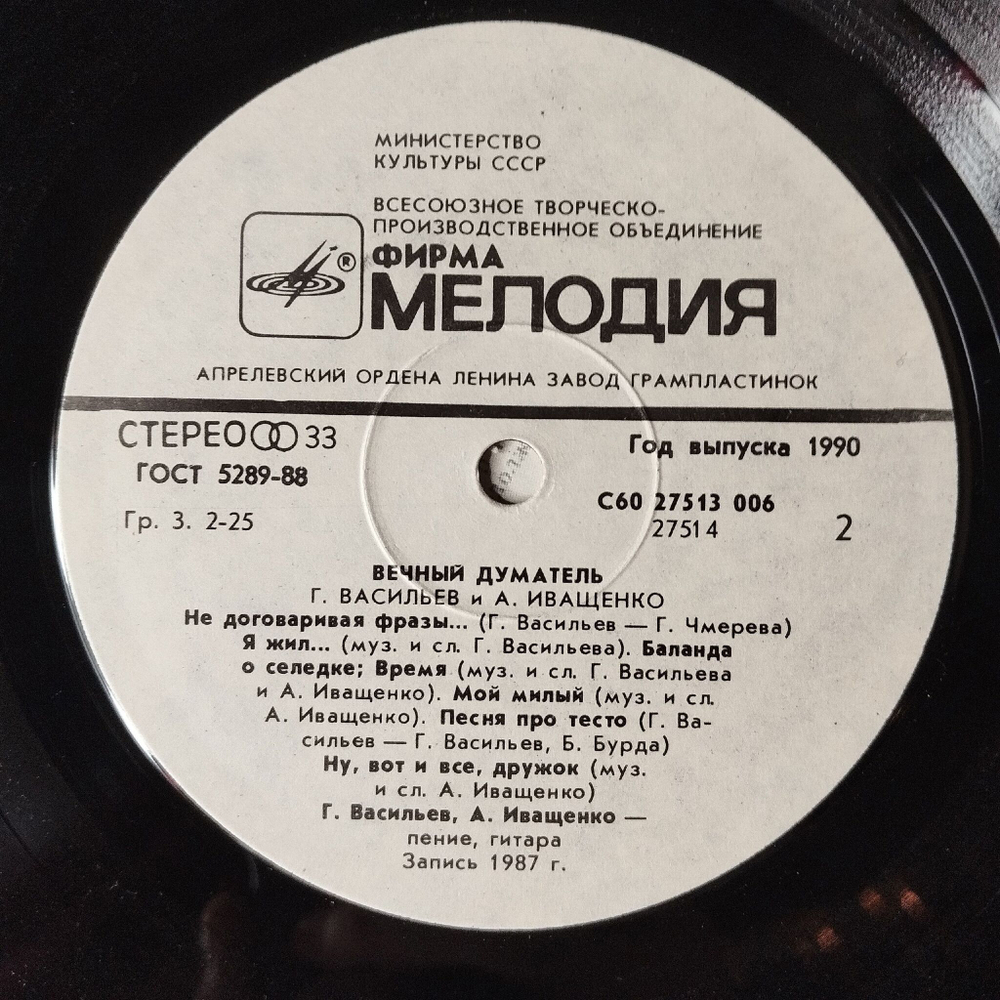 МИНИСТЕРСТВО
КУЛЬТУРЫ СССР
ВСЕСОЮЗНОЕ ТВОРЧЕСКО-
ПРОИЗВОДСТВЕННОЕ ОБЪЕДИНЕНИЕ
®
ФИРМА
МЕЛОДИЯ
АПРЕЛЕВСКИЙ ОРДЕНА ЛЕНИНА ЗАВОД ГРАМПЛАСТИНОК
СТЕРЕО 33
Год выпуска 1990
ГОСТ 5289-88
С60 27513 006
Гр. 3. 2-25
27514
2
ВЕЧНЫЙ ДУМАТЕЛЬ
Г. ВАСИЛЬЕВ и А. ИВАЩЕНКО
Не договаривая фразы... (Г. Васильев — Г. Чмерева)
Я жил... (муз. и сл. Г. Васильева). Баланда
о селедке; Время (муз. и сл. Г. Васильева
и А. Иващенко). Мой милый (муз. и сл.
А. Иващенко). Песня про тесто (Г. Ва-
сильев — Г. Васильев, Б. Бурда)
Ну, вот и все, дружок (муз.
и сл. А. Иващенко)
Г. Васильев, А. Иващенко —
пение, гитара
Запись 1987 г.